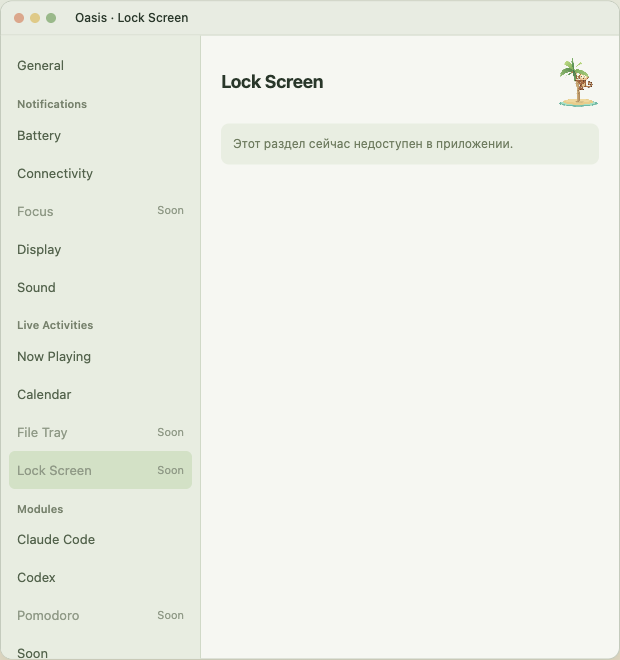 Oasis · Lock Screen
General
Notifications
Battery
Connectivity
Focus Soon
Display
Sound
Live Activities
Now Playing
Calendar
File Tray Soon
Lock Screen Soon
Modules
Claude Code
Codex
Pomodoro Soon
Soon
Lock Screen
Этот раздел сейчас недоступен в приложении.